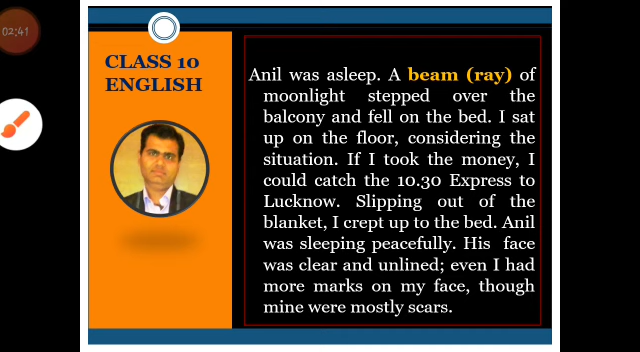 02:41
CLASS 10
ENGLISH
Anil was asleep. A beam (ray) of
moonlight stepped over the
balcony and fell on the bed. I sat
up on the floor, considering the
situation. If I took the money, I
could catch the 10.30 Express to
Lucknow. Slipping out of the
blanket, I crept up to the bed. Anil
was sleeping peacefully. His face
was clear and unlined; even I had
more marks on my face, though
mine were mostly scars.